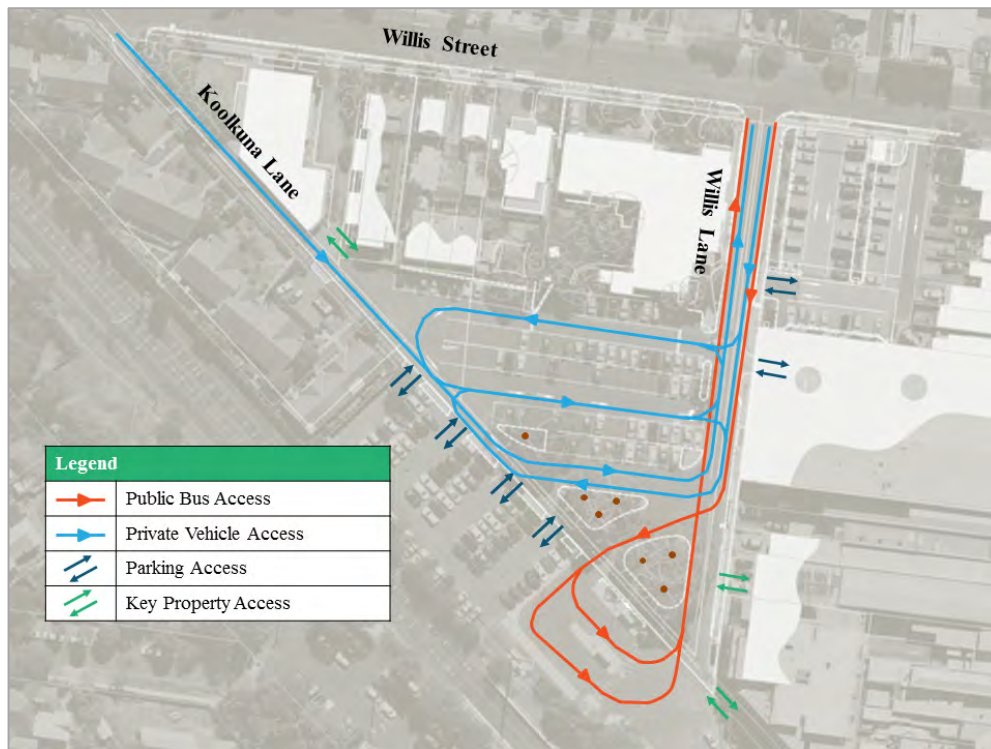 Willis Street
Koolkuna Lane
Willis Lane
Legend
Public Bus Access
Private Vehicle Access
Parking Access
Key Property Access